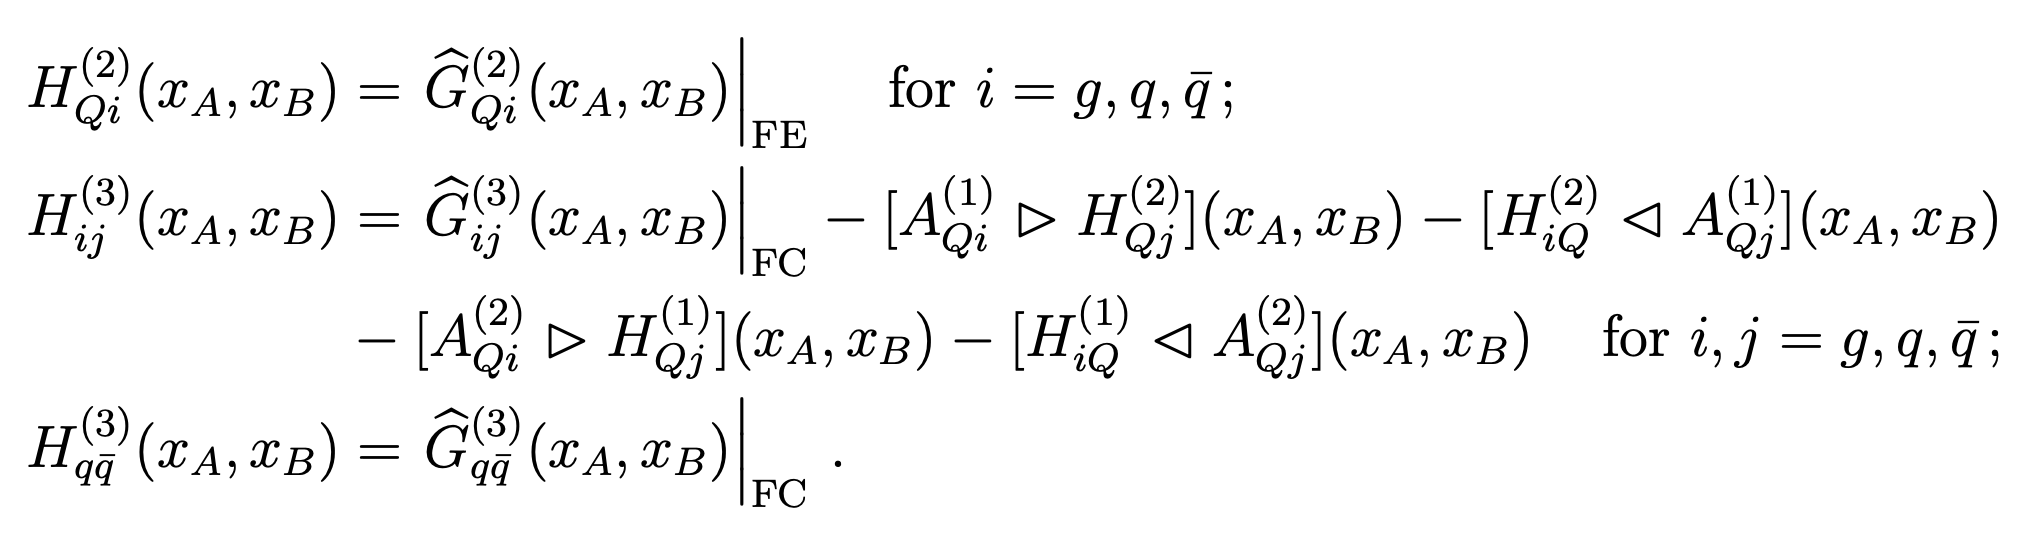 $H^{(2)}_{Qi}(x_A, x_B) = \widehat{G}^{(2)}_{Qi}(x_A, x_B)\Big|_{\mathrm{FE}} \quad \text{for } i = g, q, \bar{q}\,;$
$H^{(3)}_{ij}(x_A, x_B) = \widehat{G}^{(3)}_{ij}(x_A, x_B)\Big|_{\mathrm{FC}} - [A^{(1)}_{Qi} \triangleright H^{(2)}_{Qj}](x_A, x_B) - [H^{(2)}_{iQ} \triangleleft A^{(1)}_{Qj}](x_A, x_B)$
$- [A^{(2)}_{Qi} \triangleright H^{(1)}_{Qj}](x_A, x_B) - [H^{(1)}_{iQ} \triangleleft A^{(2)}_{Qj}](x_A, x_B) \quad \text{for } i, j = g, q, \bar{q}\,;$
$H^{(3)}_{q\bar{q}}(x_A, x_B) = \widehat{G}^{(3)}_{q\bar{q}}(x_A, x_B)\Big|_{\mathrm{FC}}\,.$